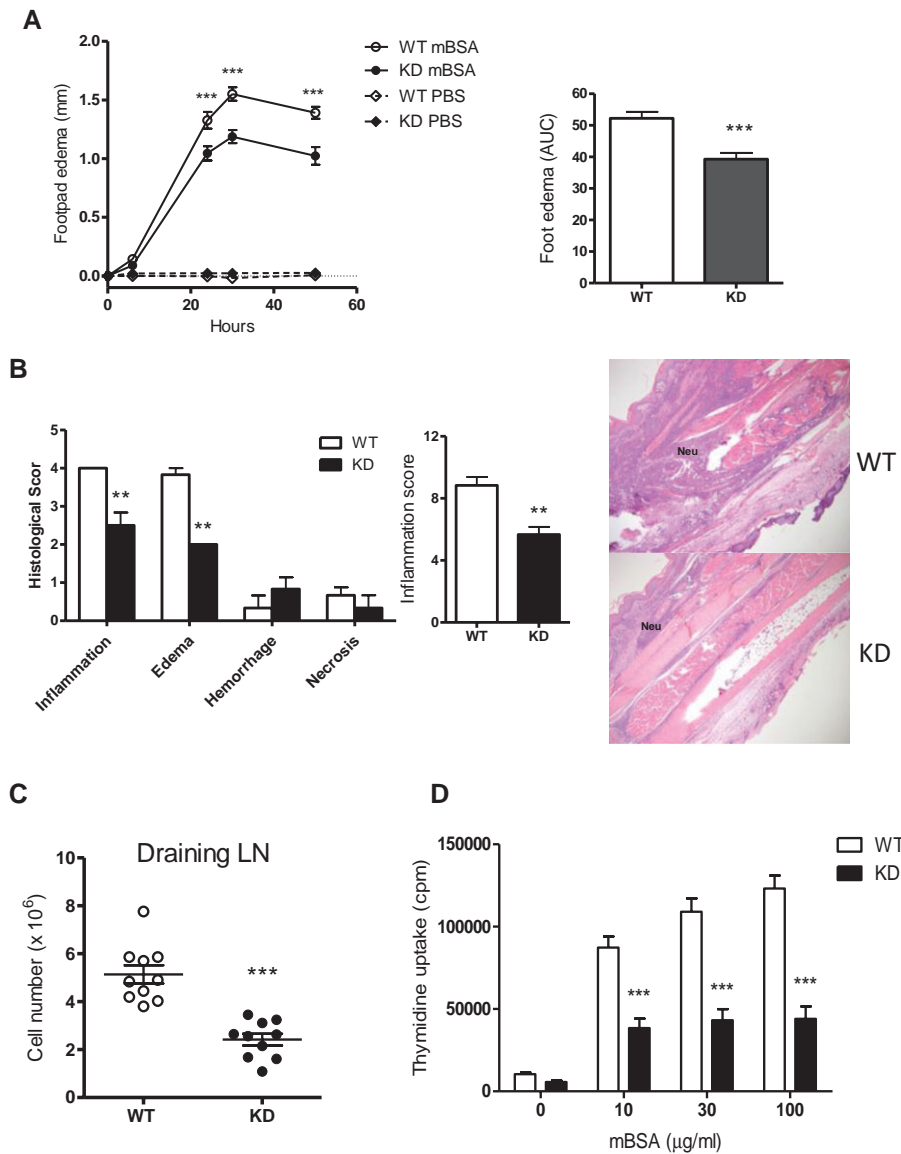 A
2.0
1.5
1.0
0.5
0.0
Footpad edema (mm)
0
20
40
60
Hours
***
***
***
WT mBSA
KD mBSA
WT PBS
KD PBS
60
50
40
30
20
10
0
Foot edema (AUC)
***
WT
KD
B
5
4
3
2
1
0
Histological Scor
WT
KD
**
**
Inflammation
Edema
Hemorrhage
Necrosis
12
8
4
0
Inflammation score
**
WT
KD
Neu
WT
Neu
KD
C
Draining LN
10
8
6
4
2
0
Cell number (x 10⁶)
***
WT
KD
D
150000
100000
50000
0
Thymidine uptake (cpm)
WT
KD
***
***
***
0
10
30
100
mBSA (μg/ml)